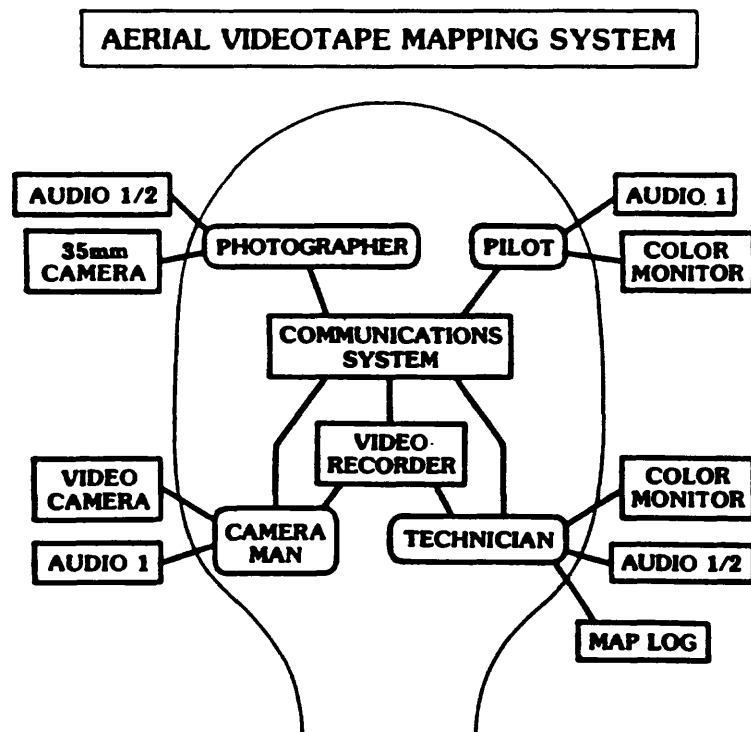 AERIAL VIDEOTAPE MAPPING SYSTEM
AUDIO 1/2
AUDIO 1
35mm
CAMERA
PHOTOGRAPHER
PILOT
COLOR
MONITOR
COMMUNICATIONS
SYSTEM
VIDEO
RECORDER
VIDEO
CAMERA
COLOR
MONITOR
CAMERA
MAN
TECHNICIAN
AUDIO 1
AUDIO 1/2
MAP LOG